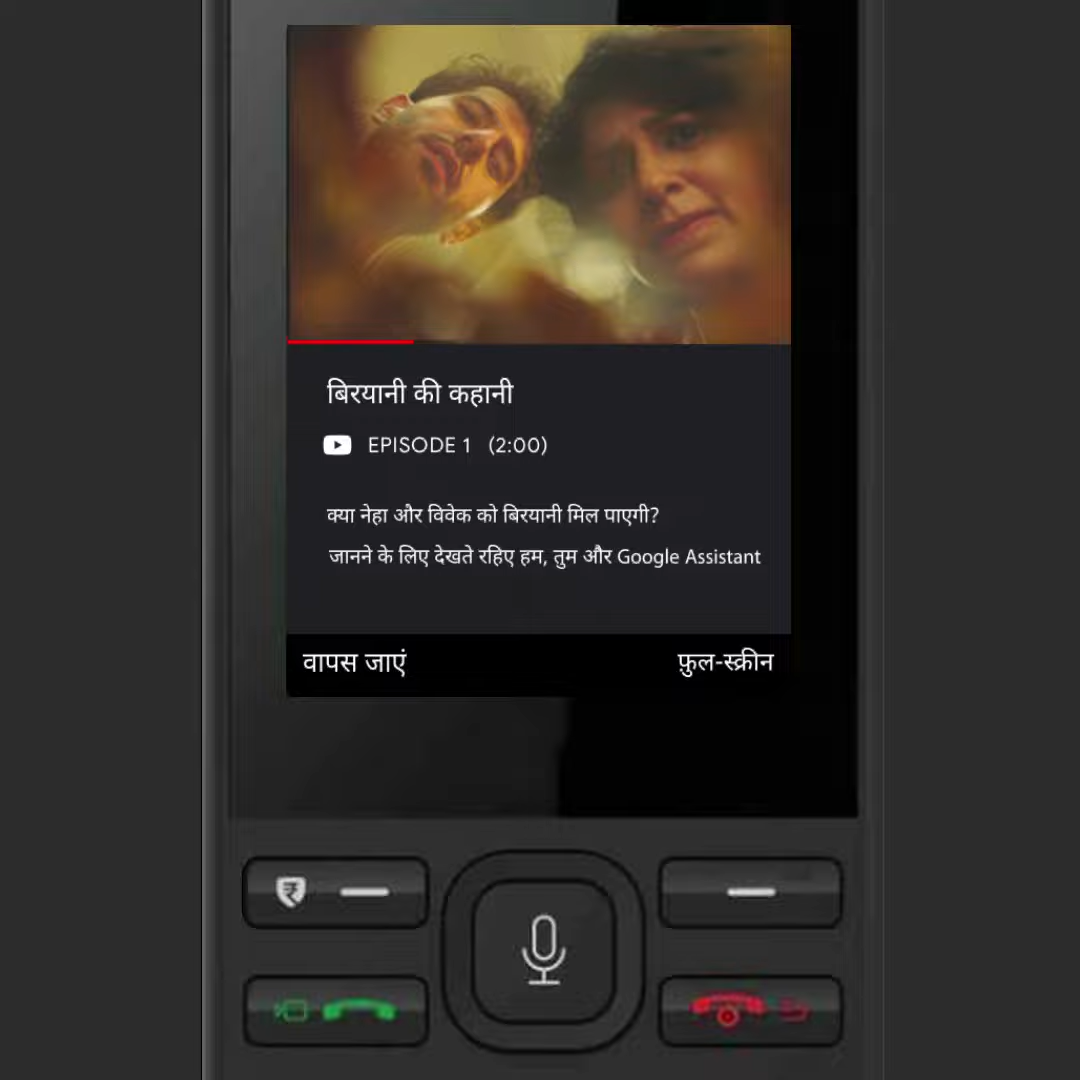 बिरयानी की कहानी
EPISODE 1 (2:00)
क्या नेहा और विवेक को बिरयानी मिल पाएगी?
जानने के लिए देखते रहिए हम, तुम और Google Assistant
वापस जाएं फ़ुल-स्क्रीन